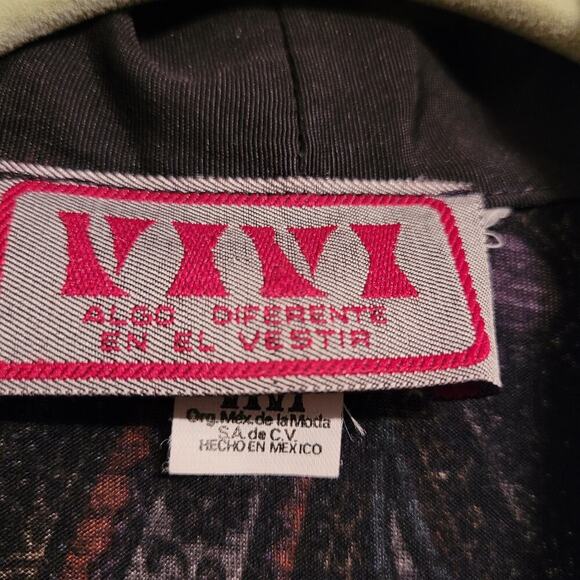 VIVI
ALGO DIFERENTE
EN EL VESTIR
VIVI
Org. Méx. de la Moda
S.A. de C.V.
HECHO EN MEXICO